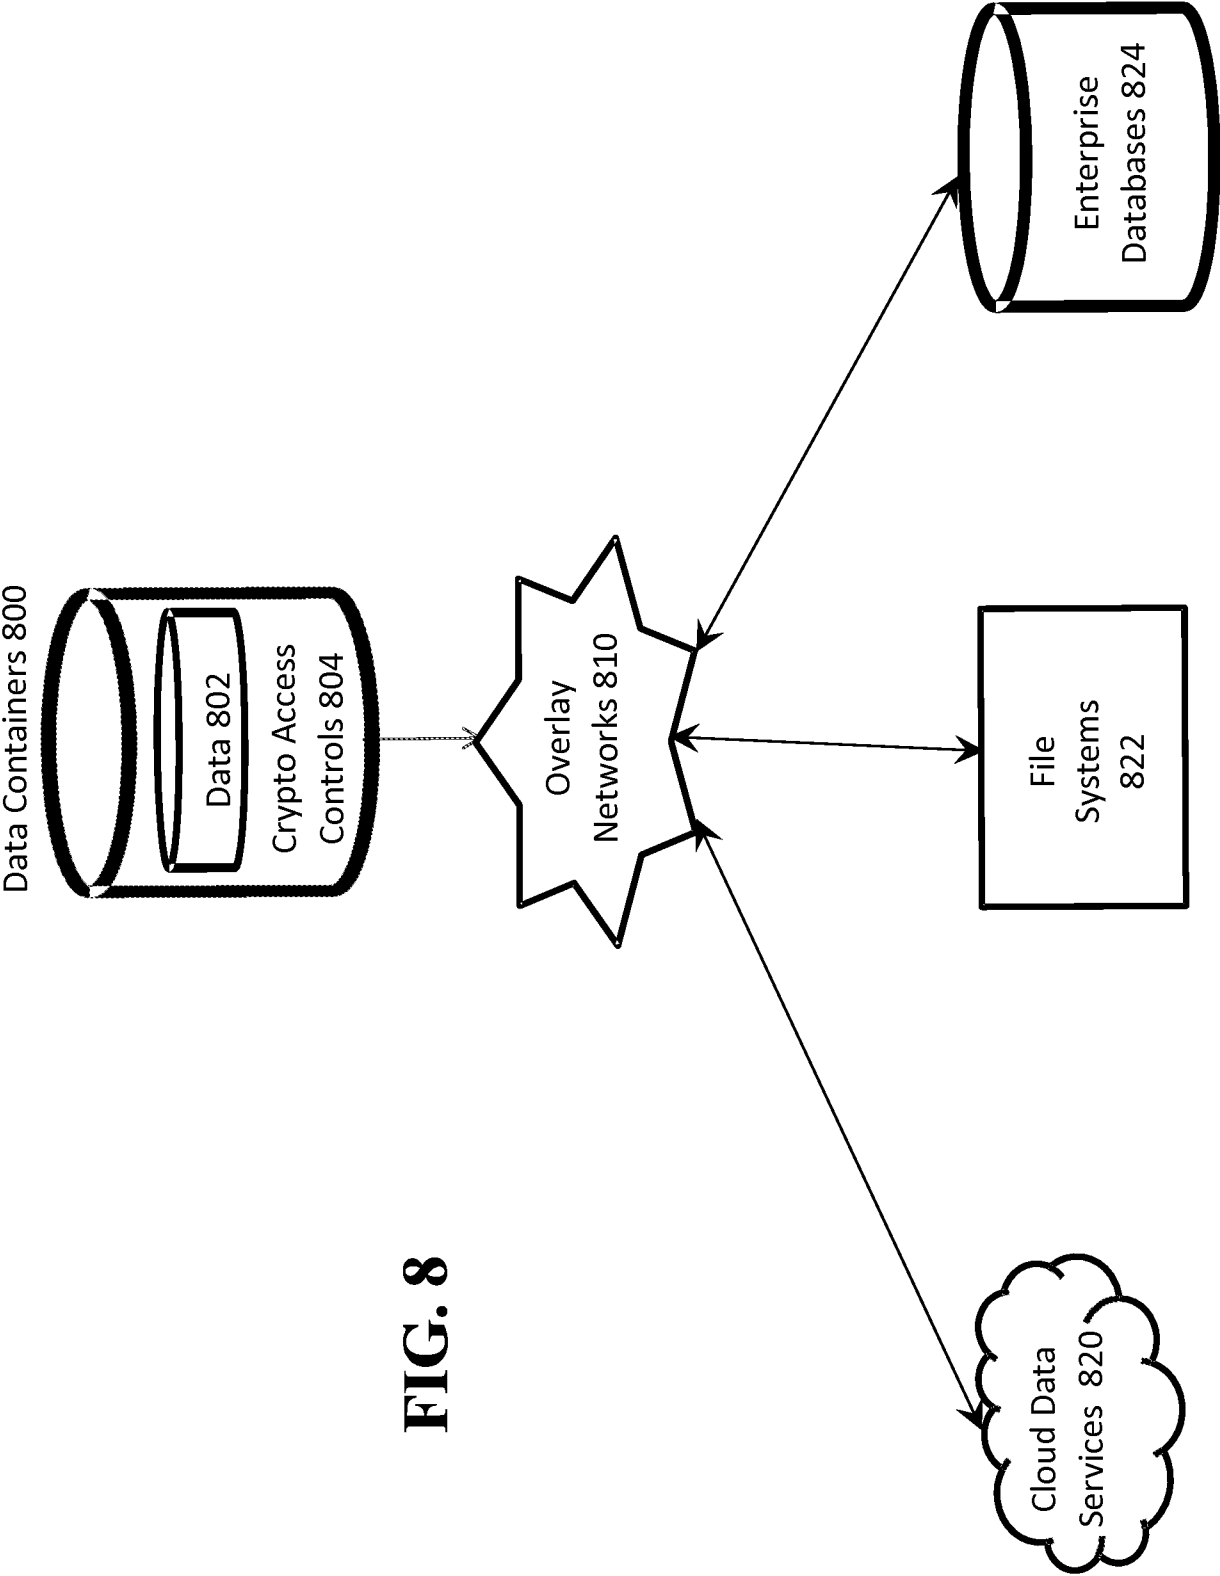 Data Containers 800
Data 802
Crypto Access
Controls 804
Overlay
Networks 810
Cloud Data
Services 820
File
Systems
822
Enterprise
Databases 824
FIG. 8